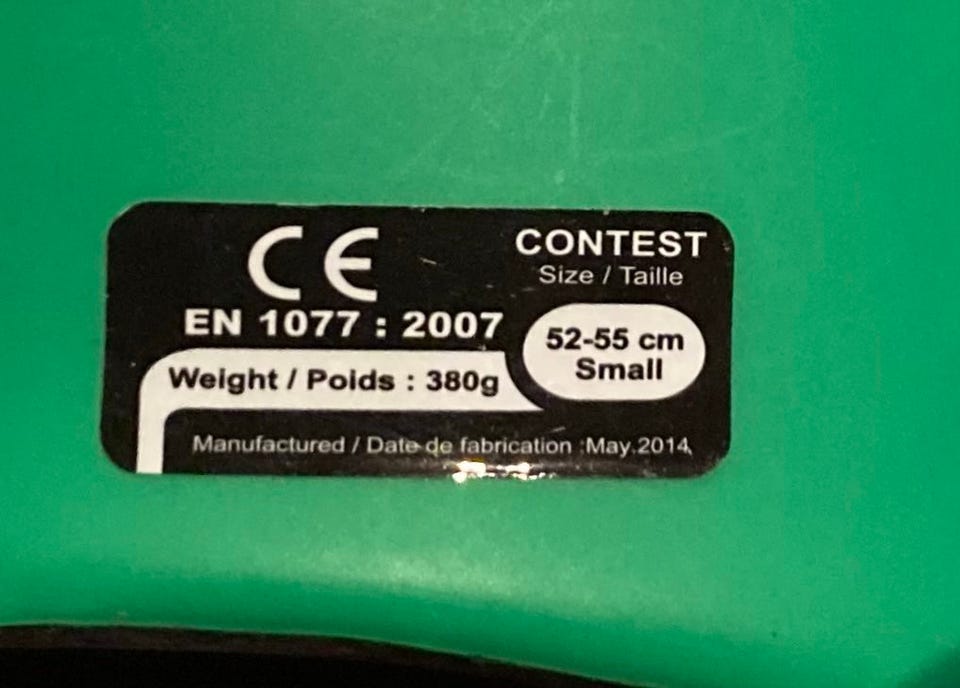 CE
EN 1077 : 2007
Weight / Poids : 380g
CONTEST
Size / Taille
52-55 cm
Small
Manufactured / Date de fabrication :May.2014